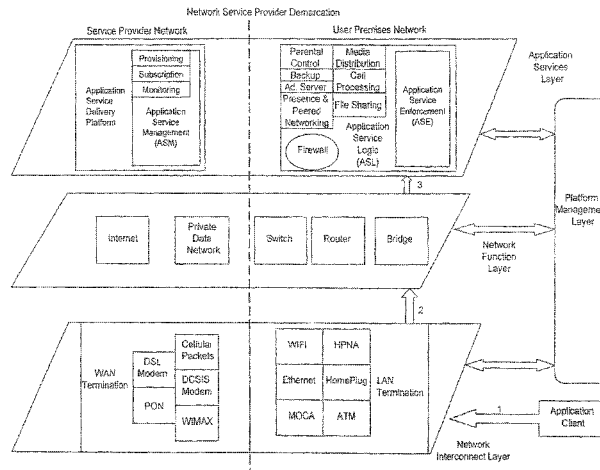 Network Service Provider Demarcation
Service Provider Network
User Premises Network
Application
Service
Delivery
Platform
Provisioning
Subscription
Monitoring
Application
Service
Management
(ASM)
Parental
Control
Backup
Ad. Server
Presence &
Peered
Networking
Media
Distribution
Call
Processing
File Sharing
Firewall
Application
Service
Logic
(ASL)
Application
Service
Enforcement
(ASE)
Application
Services
Layer
3
Internet
Private
Data
Network
Switch
Router
Bridge
Network
Function
Layer
Platform
Management
Layer
2
WAN
Termination
DSL
Modem
PON
Cellular
Packets
DCSIS
Modem
WIMAX
WIFI
HPNA
Ethernet
HomePlug
MOCA
ATM
LAN
Termination
1
Application
Client
Network
Interconnect Layer